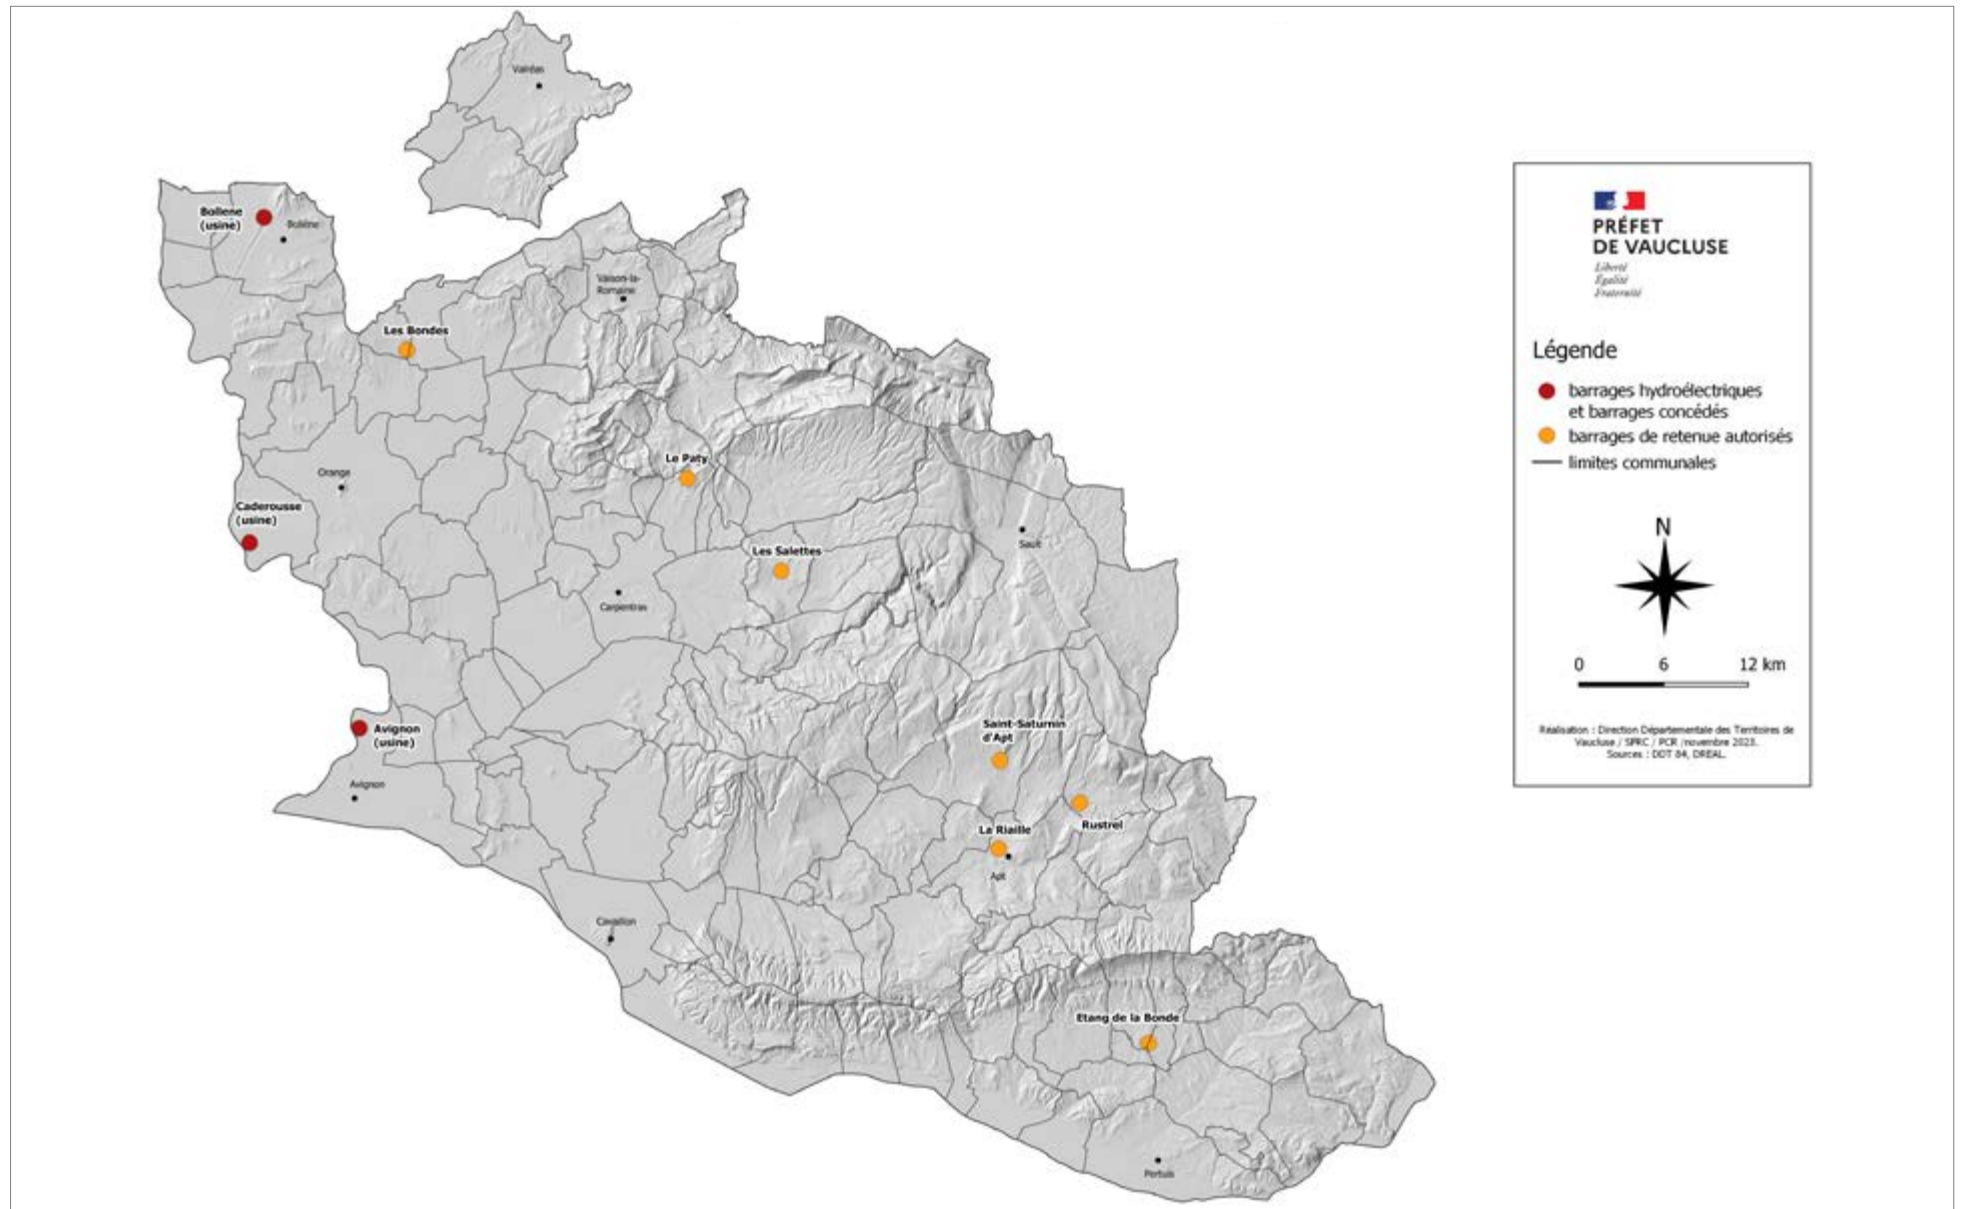 Valréas
Bollene
(usine)
Bollène
Vaison-la-
Romaine
Les Bondes
Le Paty
Orange
Caderousse
(usine)
Sault
Les Salettes
Carpentras
Avignon
(usine)
Avignon
Saint-Saturnin
d'Apt
Rustrel
La Riaille
Apt
Cavaillon
Etang de la Bonde
Pertuis
PRÉFET
DE VAUCLUSE
Liberté
Égalité
Fraternité
Légende
barrages hydroélectriques
et barrages concédés
barrages de retenue autorisés
limites communales
N
0 6 12 km
Réalisation : Direction Départementale des Territoires de
Vaucluse / SPRC / PCR /novembre 2023.
Sources : DDT 84, DREAL.